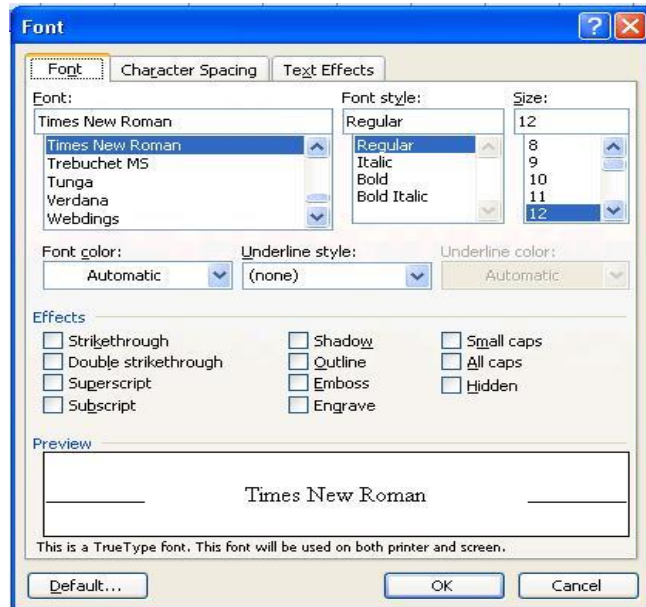 Font
Font Character Spacing Text Effects
Font: Font style: Size:
Times New Roman Regular 12
Times New Roman Regular 8
Trebuchet MS Italic 9
Tunga Bold 10
Verdana Bold Italic 11
Webdings 12
Font color: Underline style: Underline color:
Automatic (none) Automatic
Effects
Strikethrough Shadow Small caps
Double strikethrough Outline All caps
Superscript Emboss Hidden
Subscript Engrave
Preview
Times New Roman
This is a TrueType font. This font will be used on both printer and screen.
Default... OK Cancel